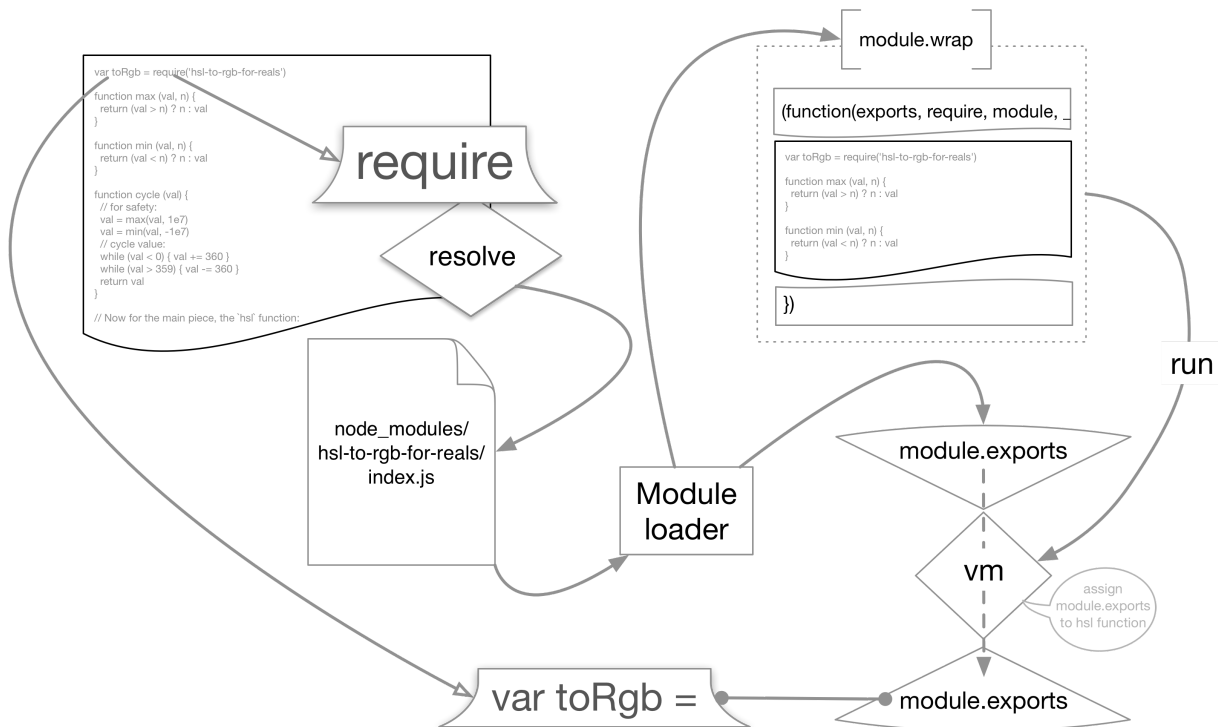 module.wrap
var toRgb = require('hsl-to-rgb-for-reals')
function max (val, n) {
return (val > n) ? n : val
}
function min (val, n) {
return (val < n) ? n : val
}
function cycle (val) {
// for safety:
val = max(val, 1e7)
val = min(val, -1e7)
// cycle value:
while (val < 0) { val += 360 }
while (val > 359) { val -= 360 }
return val
}
// Now for the main piece, the `hsl` function:
require
resolve
(function(exports, require, module, _
var toRgb = require('hsl-to-rgb-for-reals')
function max (val, n) {
return (val > n) ? n : val
}
function min (val, n) {
return (val < n) ? n : val
}
})
run
node_modules/
hsl-to-rgb-for-reals/
index.js
Module
loader
module.exports
vm
assign
module.exports
to hsl function
var toRgb =
module.exports